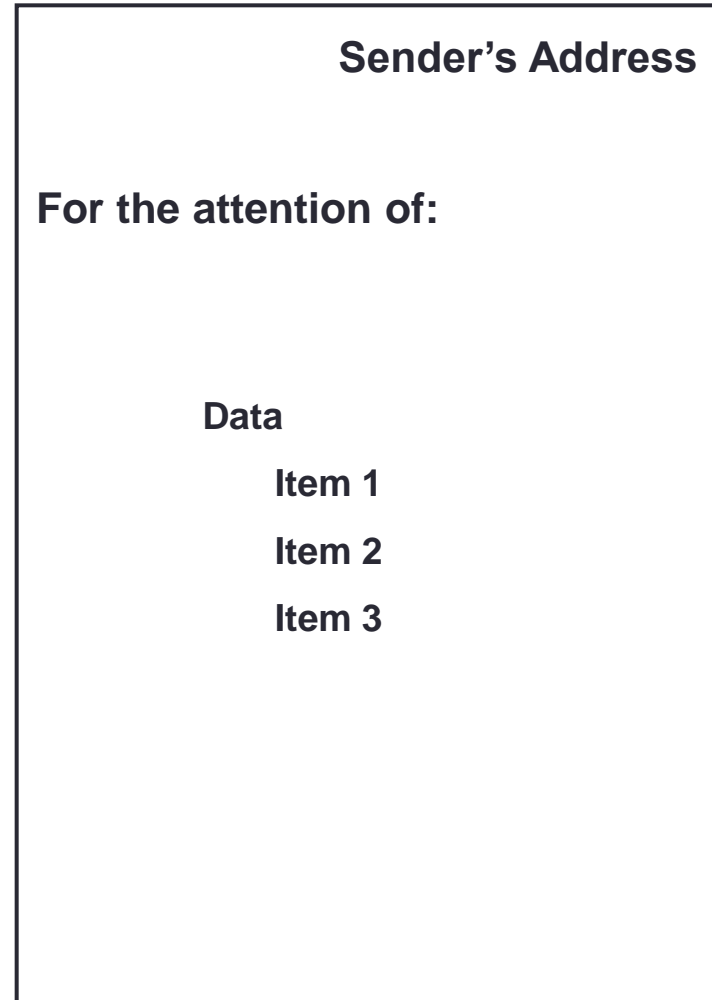 Sender’s Address
For the attention of:
Data
Item 1
Item 2
Item 3